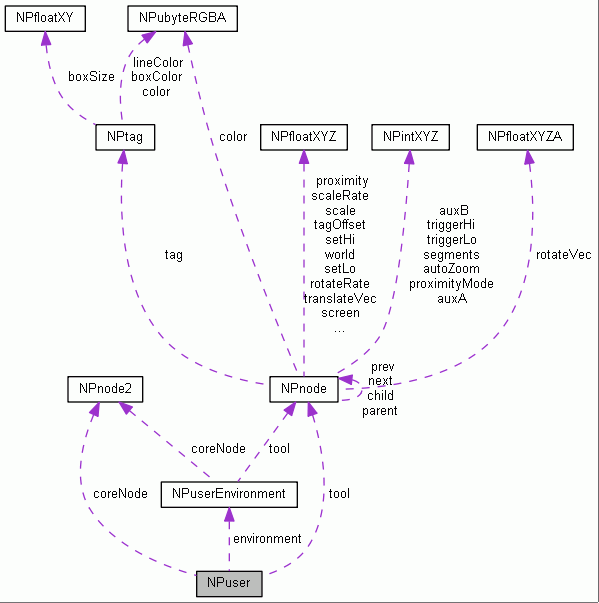 NPfloatXY
NPubyteRGBA
boxSize
lineColor
boxColor
color
NPtag
color
NPfloatXYZ
NPintXYZ
NPfloatXYZA
tag
proximity
scaleRate
scale
tagOffset
setHi
world
setLo
rotateRate
translateVec
screen
...
auxB
triggerHi
triggerLo
segments
autoZoom
proximityMode
auxA
rotateVec
NPnode2
NPnode
prev
next
child
parent
coreNode
tool
coreNode
NPuserEnvironment
tool
environment
NPuser